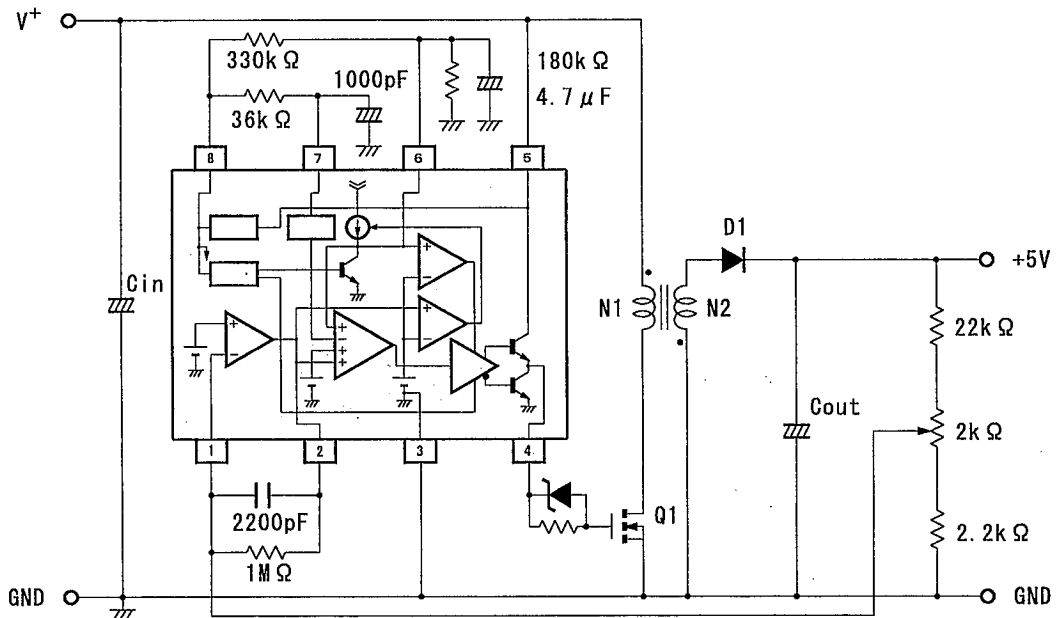 V+
330kΩ
1000pF
36kΩ
180kΩ
4.7μF
8
7
6
5
Cin
+
−
+
−
+
−
+
−
+
+
N1
N2
D1
+5V
22kΩ
Cout
2kΩ
2.2kΩ
1
2
3
4
2200pF
1MΩ
Q1
GND
GND